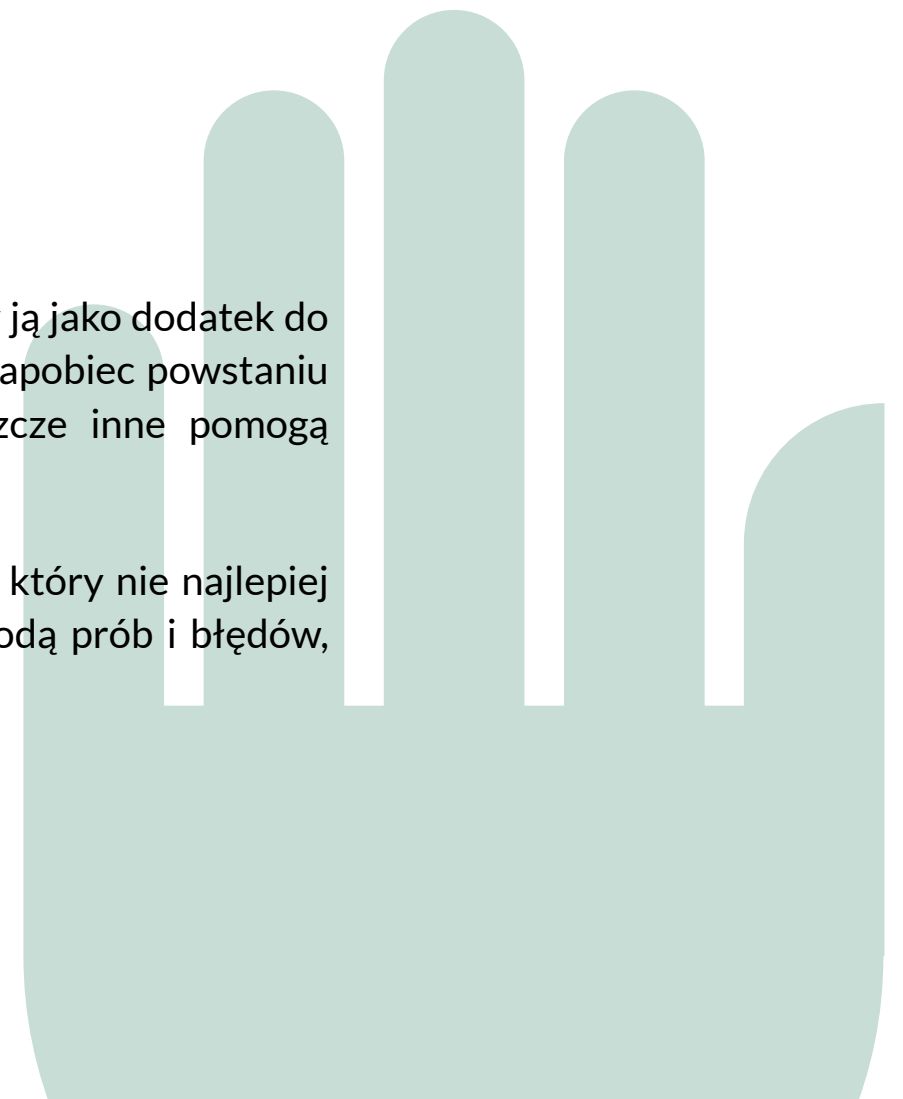 ją jako dodatek do
apobiec powstaniu
zcze inne pomogą
który nie najlepiej
odą prób i błędów,